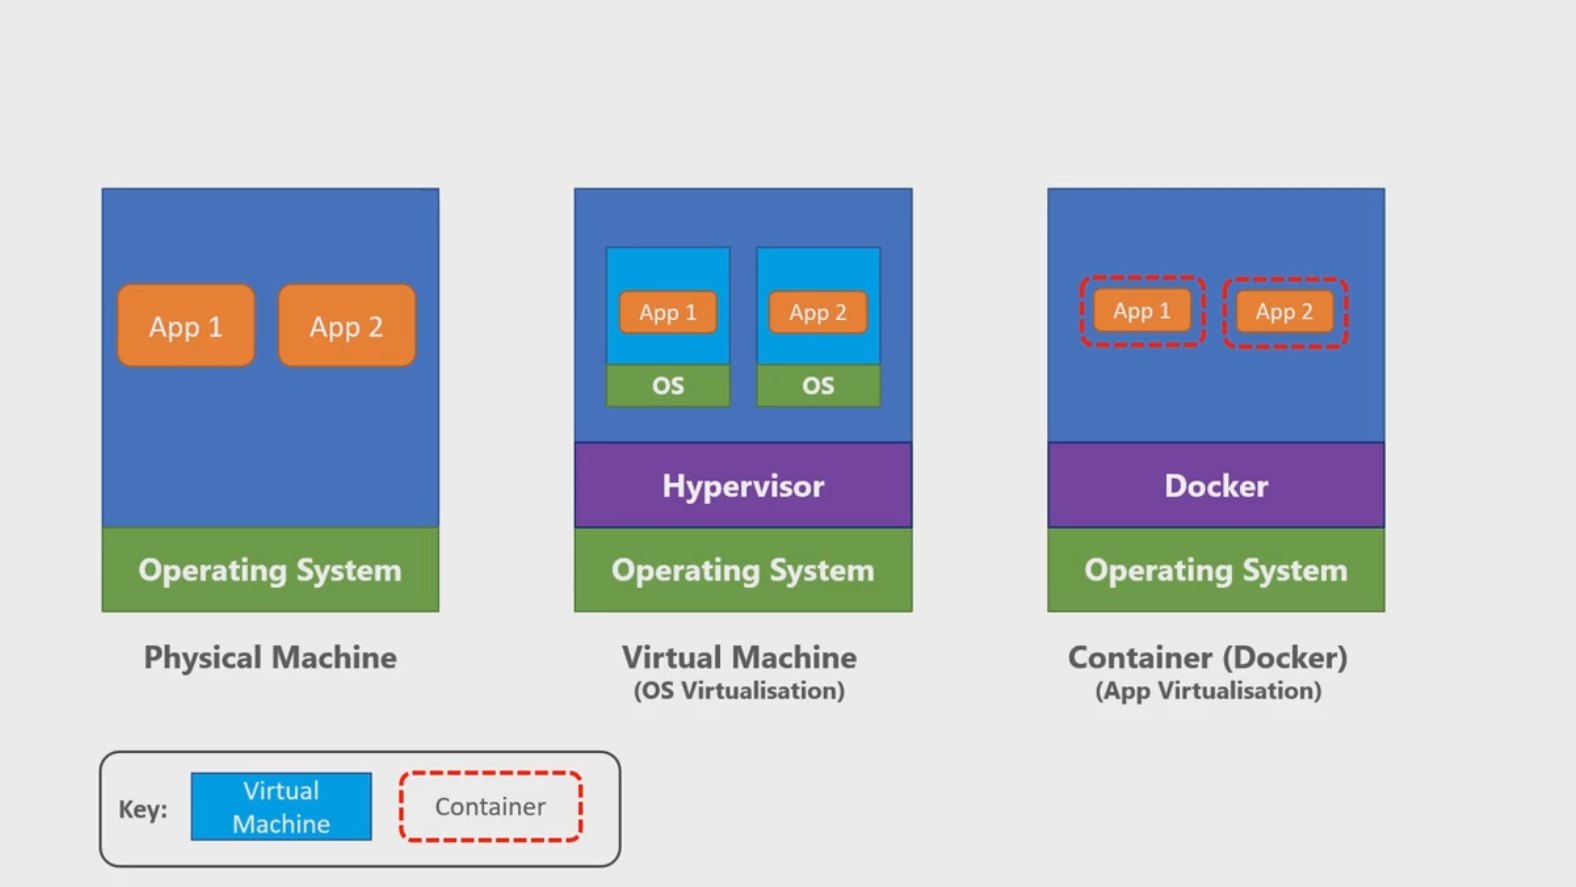 App 1
App 2
Operating System
Physical Machine
App 1
App 2
OS
OS
Hypervisor
Operating System
Virtual Machine
(OS Virtualisation)
App 1
App 2
Docker
Operating System
Container (Docker)
(App Virtualisation)
Key:
Virtual
Machine
Container